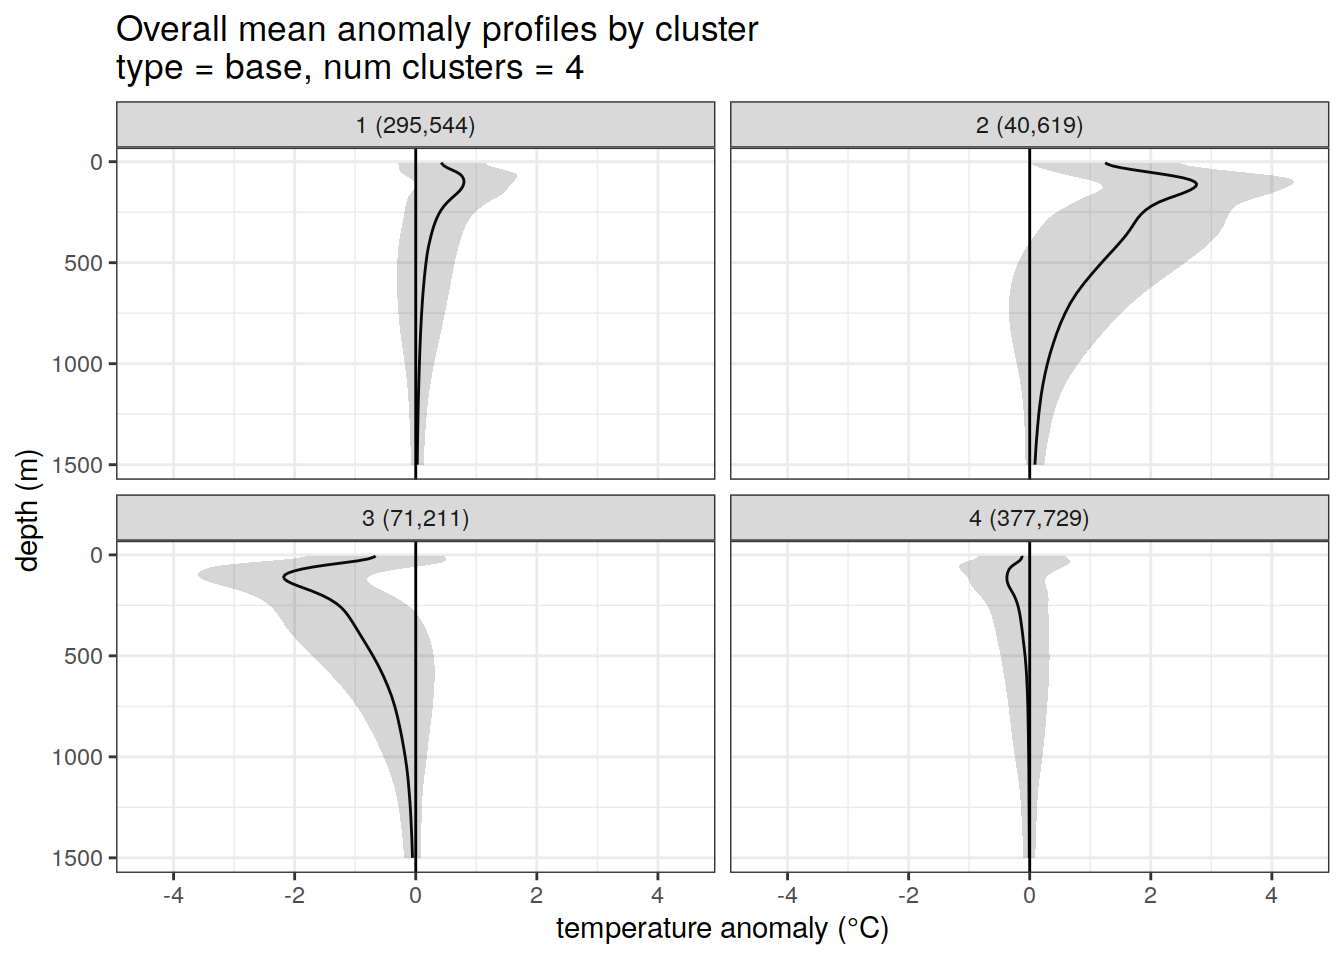 Overall mean anomaly profiles by cluster
type = base, num clusters = 4
1 (295,544)
2 (40,619)
0
500
1000
1500
3 (71,211)
4 (377,729)
0
500
1000
1500
depth (m)
-4 -2 0 2 4
-4 -2 0 2 4
temperature anomaly (°C)